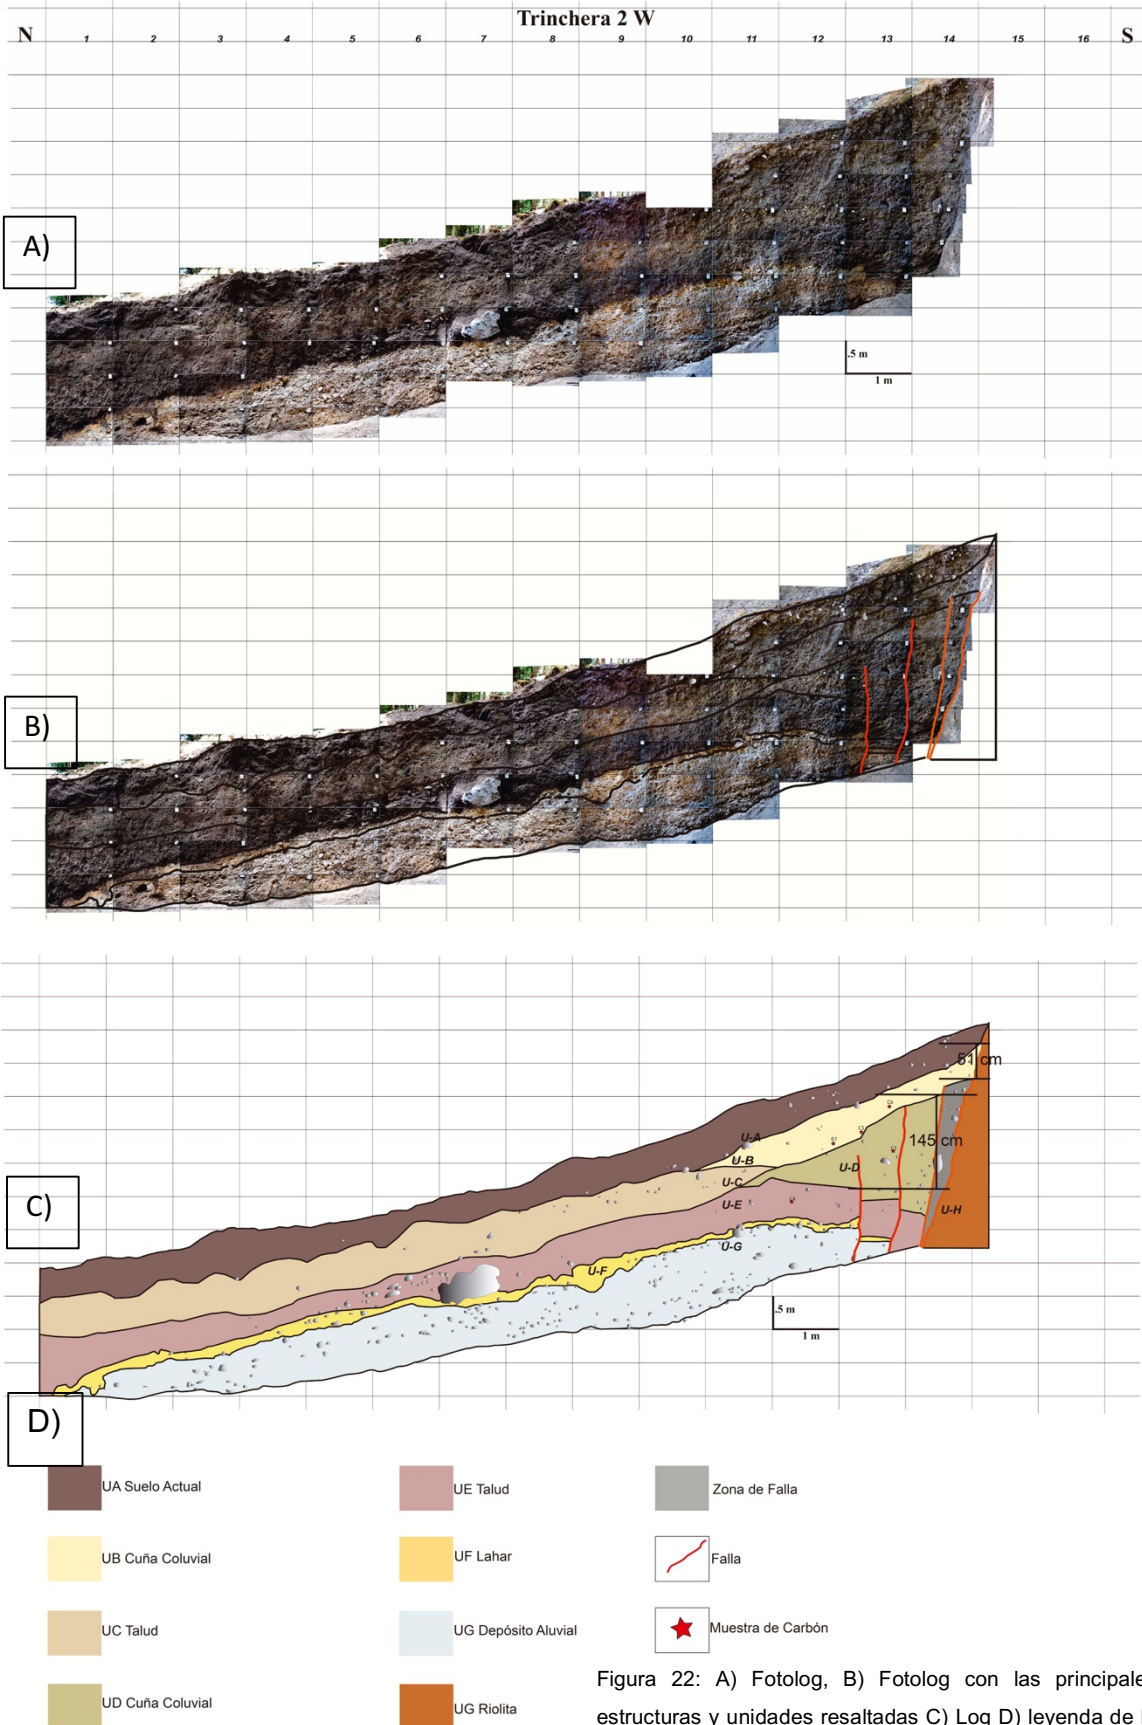 Trinchera 2 W
N 1 2 3 4 5 6 7 8 9 10 11 12 13 14 15 16 S
A)
.5 m
1 m
B)
51 cm
145 cm
U-A
U-B
U-C
U-D
U-E
U-H
U-G
U-F
C)
.5 m
1 m
D)
UA Suelo Actual
UE Talud
Zona de Falla
UB Cuña Coluvial
UF Lahar
Falla
UC Talud
UG Depósito Aluvial
Muestra de Carbón
UD Cuña Coluvial
UG Riolita
Figura 22: A) Fotolog, B) Fotolog con las principale
estructuras y unidades resaltadas C) Log D) leyenda de